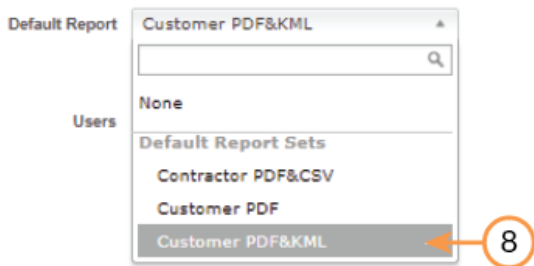 Default Report Customer PDF&KML
None
Users
Default Report Sets
Contractor PDF&CSV
Customer PDF
Customer PDF&KML 8